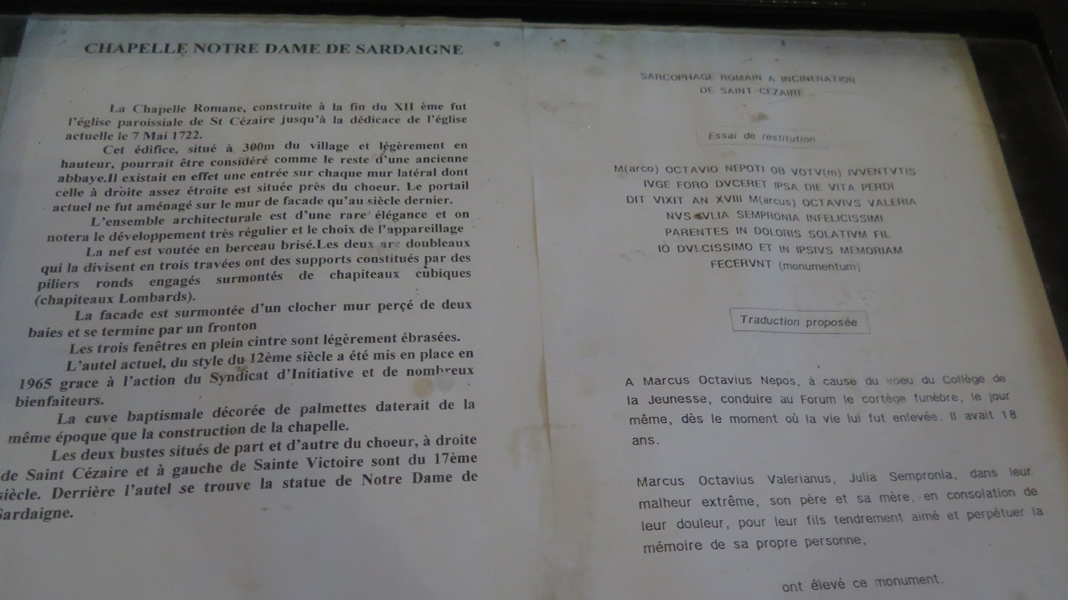 CHAPELLE NOTRE DAME DE SARDAIGNE
La Chapelle Romane, construite à la fin du XII ème fut
l'église paroissiale de St Cézaire jusqu'à la dédicace de l'église
actuelle le 7 Mai 1722.
Cet édifice, situé à 300m du village et légèrement en
hauteur, pourrait être considéré comme le reste d'une ancienne
abbaye.Il existait en effet une entrée sur chaque mur latéral dont
celle à droite assez étroite est située près du choeur. Le portail
actuel ne fut aménagé sur le mur de facade qu'au siècle dernier.
L'ensemble architecturale est d'une rare élégance et on
notera le développement très régulier et le choix de l'appareillage
La nef est voutée en berceau brisé.Les deux arc doubleaux
qui la divisent en trois travées ont des supports constitués par des
piliers ronds engagés surmontés de chapiteaux cubiques
(chapiteaux Lombards).
La facade est surmontée d'un clocher mur perçé de deux
baies et se termine par un fronton
Les trois fenêtres en plein cintre sont légèrement ébrasées.
L'autel actuel, du style du 12ème siècle a été mis en place en
1965 grace à l'action du Syndicat d'Initiative et de nombreux
bienfaiteurs.
La cuve baptismale décorée de palmettes daterait de la
même époque que la construction de la chapelle.
Les deux bustes situés de part et d'autre du choeur, à droite
de Saint Cézaire et à gauche de Sainte Victoire sont du 17ème
siècle. Derrière l'autel se trouve la statue de Notre Dame de
Sardaigne.
SARCOPHAGE ROMAIN A INCINERATION
DE SAINT-CÉZAIRE
Essai de restitution
M(arco) OCTAVIO NEPOTI OB VOTV(m) IVVENTVTIS
IVGE FORO DVCERET IPSA DIE VITA PERDI
DIT VIXIT AN XVIII M(arcus) OCTAVIVS VALERIA
NVS IVLIA SEMPRONIA INFELICISSIMI
PARENTES IN DOLORIS SOLATIVM FIL
IO DVLCISSIMO ET IN IPSIVS MEMORIAM
FECERVNT (monumentum)
Traduction proposée
A Marcus Octavius Nepos, à cause du voeu du Collège de
la Jeunesse, conduire au Forum le cortège funèbre, le jour
même, dès le moment où la vie lui fut enlevée. Il avait 18
ans.
Marcus Octavius Valerianus, Julia Sempronia, dans leur
malheur extrême, son père et sa mère, en consolation de
leur douleur, pour leur fils tendrement aimé et perpétuer la
mémoire de sa propre personne,
ont élevé ce monument.